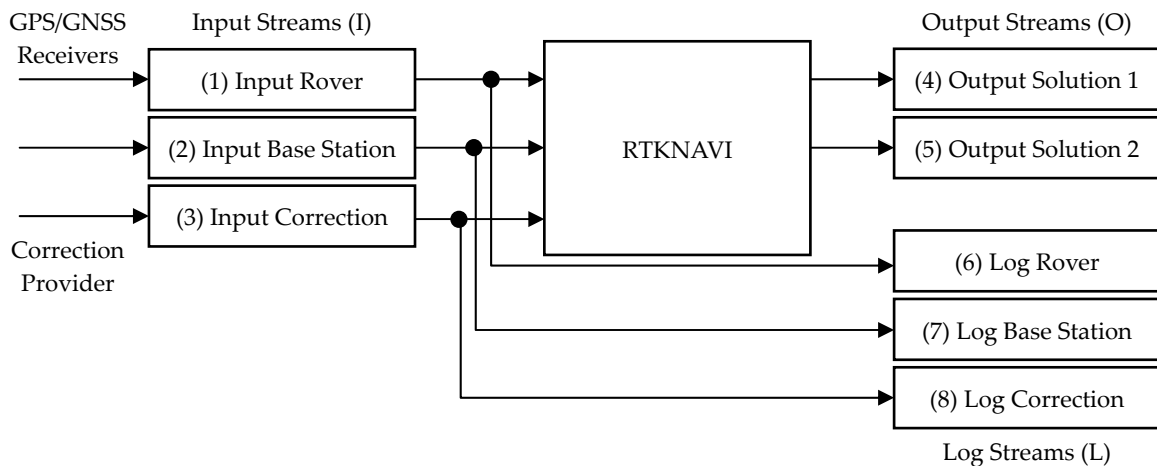 GPS/GNSS
Receivers
Input Streams (I)
Output Streams (O)
(1) Input Rover
(2) Input Base Station
(3) Input Correction
RTKNAVI
(4) Output Solution 1
(5) Output Solution 2
Correction
Provider
(6) Log Rover
(7) Log Base Station
(8) Log Correction
Log Streams (L)